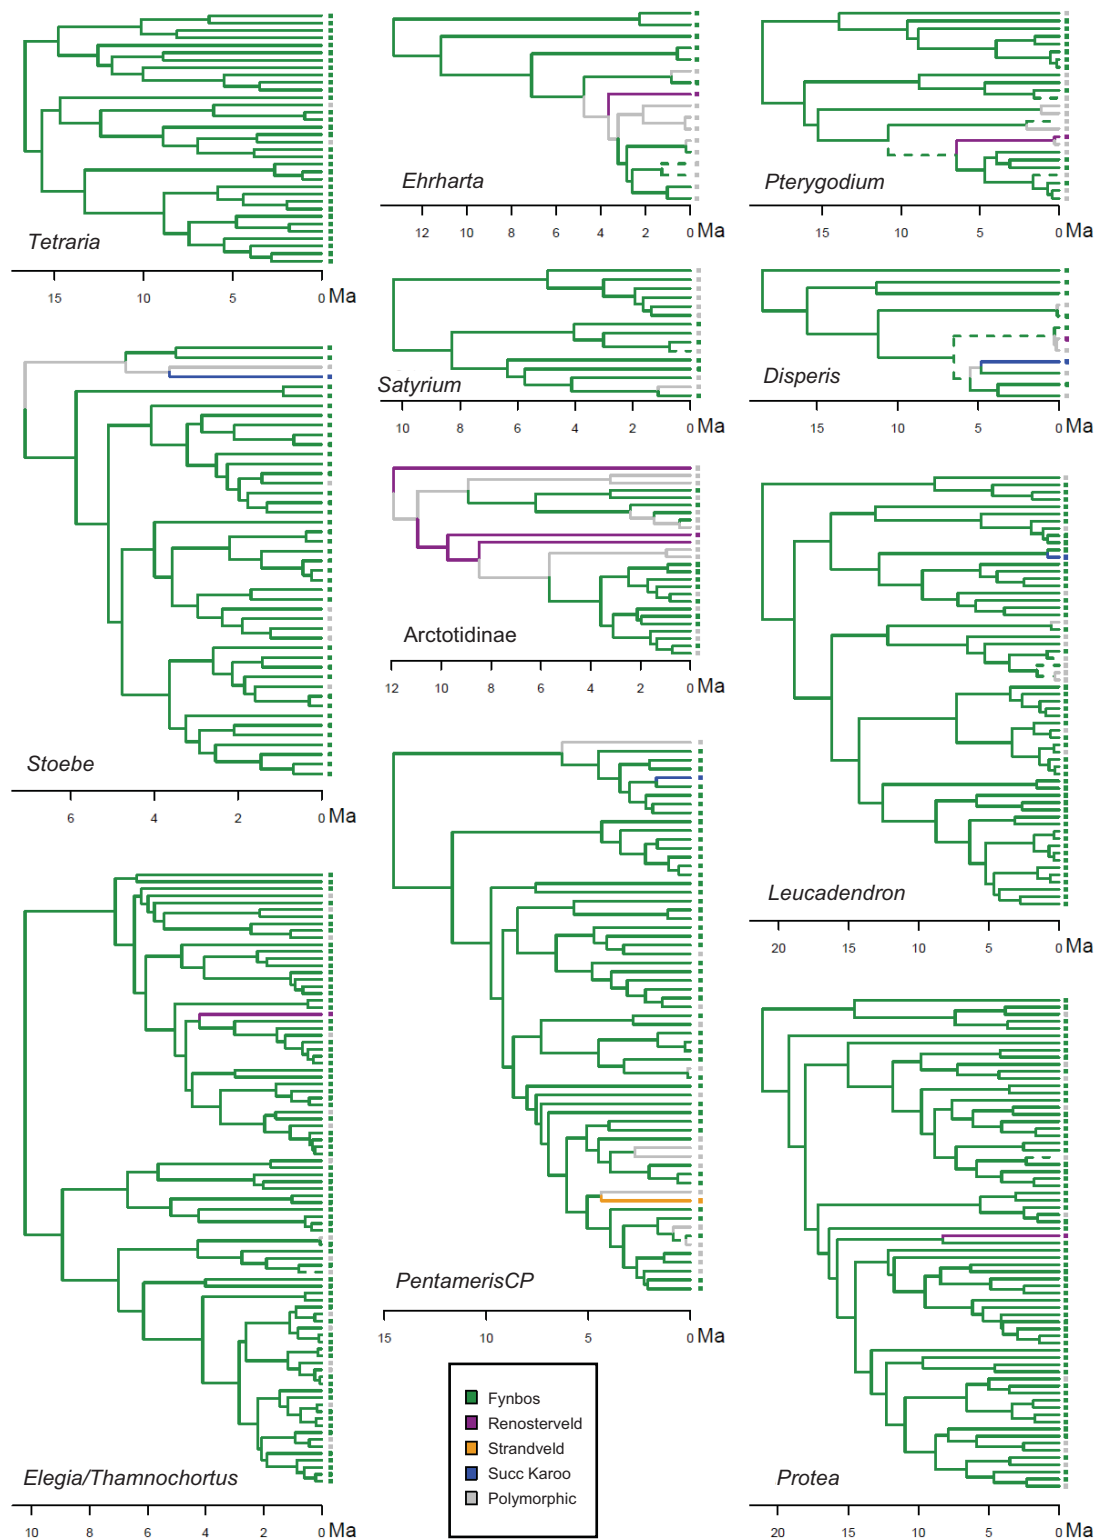 Tetraria
15 10 5 0 Ma
Ehrharta
12 10 8 6 4 2 0 Ma
Pterygodium
15 10 5 0 Ma
Satyrium
10 8 6 4 2 0 Ma
Disperis
15 10 5 0 Ma
Stoebe
6 4 2 0 Ma
Arctotidinae
12 10 8 6 4 2 0 Ma
Leucadendron
20 15 10 5 0 Ma
PentamerisCP
15 10 5 0 Ma
Elegia/Thamnochortus
10 8 6 4 2 0 Ma
Protea
20 15 10 5 0 Ma
Fynbos
Renosterveld
Strandveld
Succ Karoo
Polymorphic